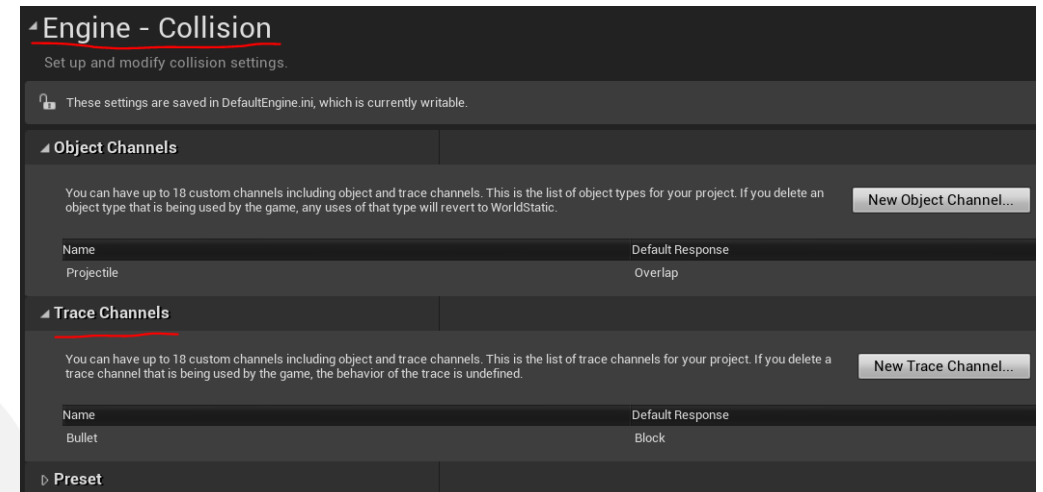 Engine - Collision
Set up and modify collision settings.
These settings are saved in DefaultEngine.ini, which is currently writable.
Object Channels
You can have up to 18 custom channels including object and trace channels. This is the list of object types for your project. If you delete an
object type that is being used by the game, any uses of that type will revert to WorldStatic.
New Object Channel...
Name Default Response
Projectile Overlap
Trace Channels
You can have up to 18 custom channels including object and trace channels. This is the list of trace channels for your project. If you delete a
trace channel that is being used by the game, the behavior of the trace is undefined.
New Trace Channel...
Name Default Response
Bullet Block
Preset